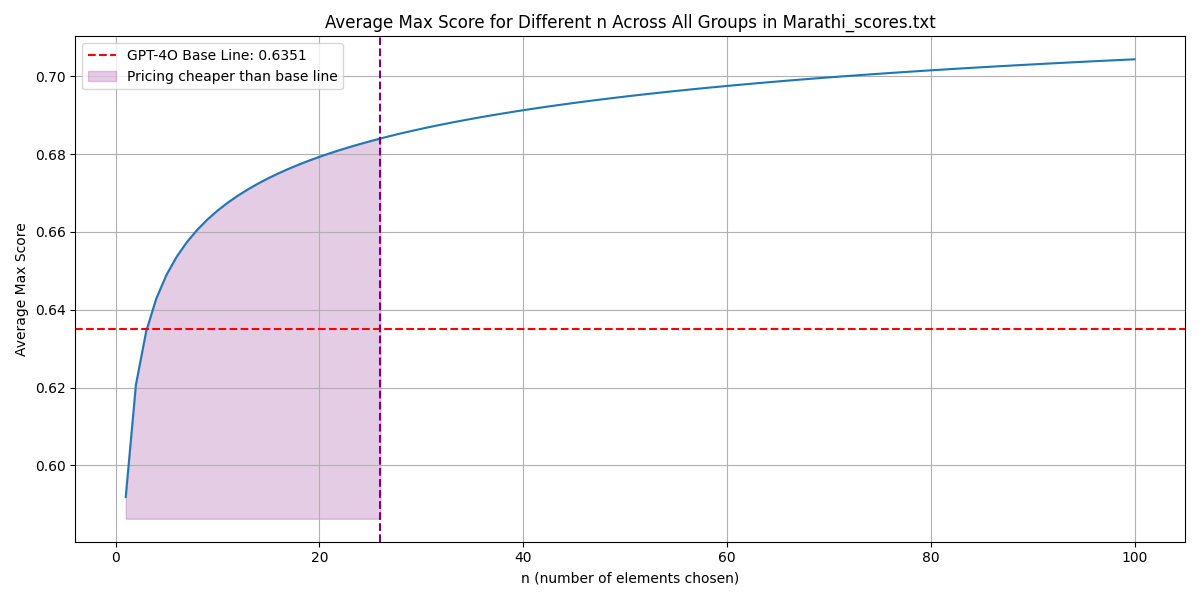 Average Max Score for Different n Across All Groups in Marathi_scores.txt
GPT-4O Base Line: 0.6351
Pricing cheaper than base line
Average Max Score
0.70
0.68
0.66
0.64
0.62
0.60
0
20
40
60
80
100
n (number of elements chosen)